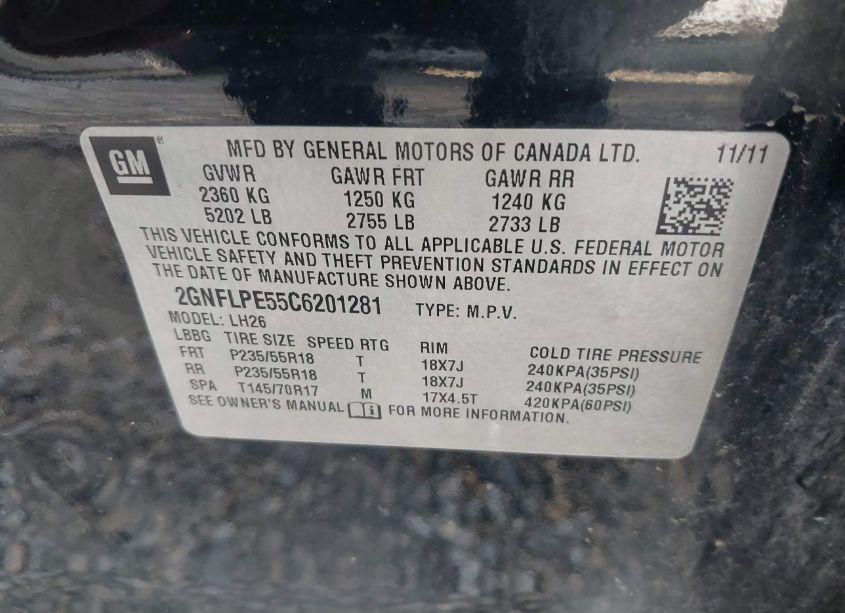 GM
MFD BY GENERAL MOTORS OF CANADA LTD. 11/11
GVWR GAWR FRT GAWR RR
2360 KG 1250 KG 1240 KG
5202 LB 2755 LB 2733 LB
THIS VEHICLE CONFORMS TO ALL APPLICABLE U.S. FEDERAL MOTOR
VEHICLE SAFETY AND THEFT PREVENTION STANDARDS IN EFFECT ON
THE DATE OF MANUFACTURE SHOWN ABOVE.
2GNFLPE55C6201281 TYPE: M.P.V.
MODEL: LH26
LBBG TIRE SIZE SPEED RTG RIM COLD TIRE PRESSURE
FRT P235/55R18 T 18X7J 240KPA(35PSI)
RR P235/55R18 T 18X7J 240KPA(35PSI)
SPA T145/70R17 M 17X4.5T 420KPA(60PSI)
SEE OWNER'S MANUAL FOR MORE INFORMATION.